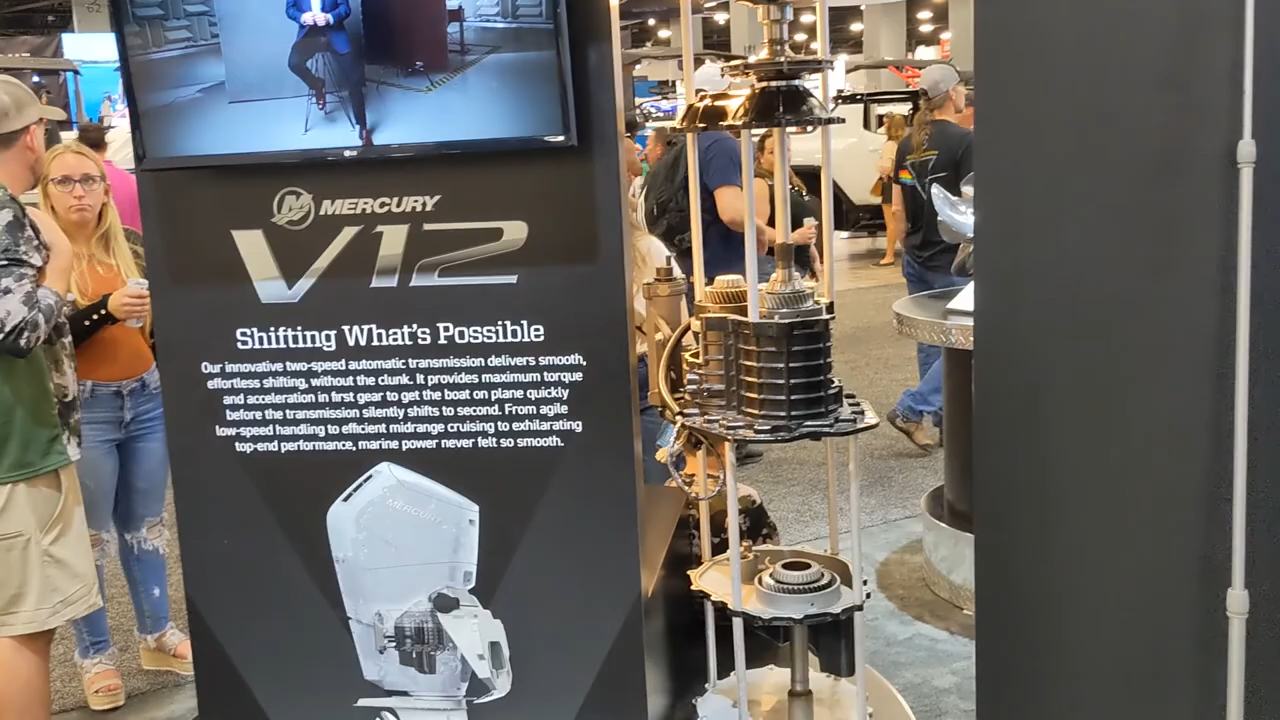 MERCURY
V12
Shifting What's Possible
Our innovative two-speed automatic transmission delivers smooth,
effortless shifting, without the clunk. It provides maximum torque
and acceleration in first gear to get the boat on plane quickly
before the transmission silently shifts to second. From agile
low-speed handling to efficient midrange cruising to exhilarating
top-end performance, marine power never felt so smooth.
MERCURY